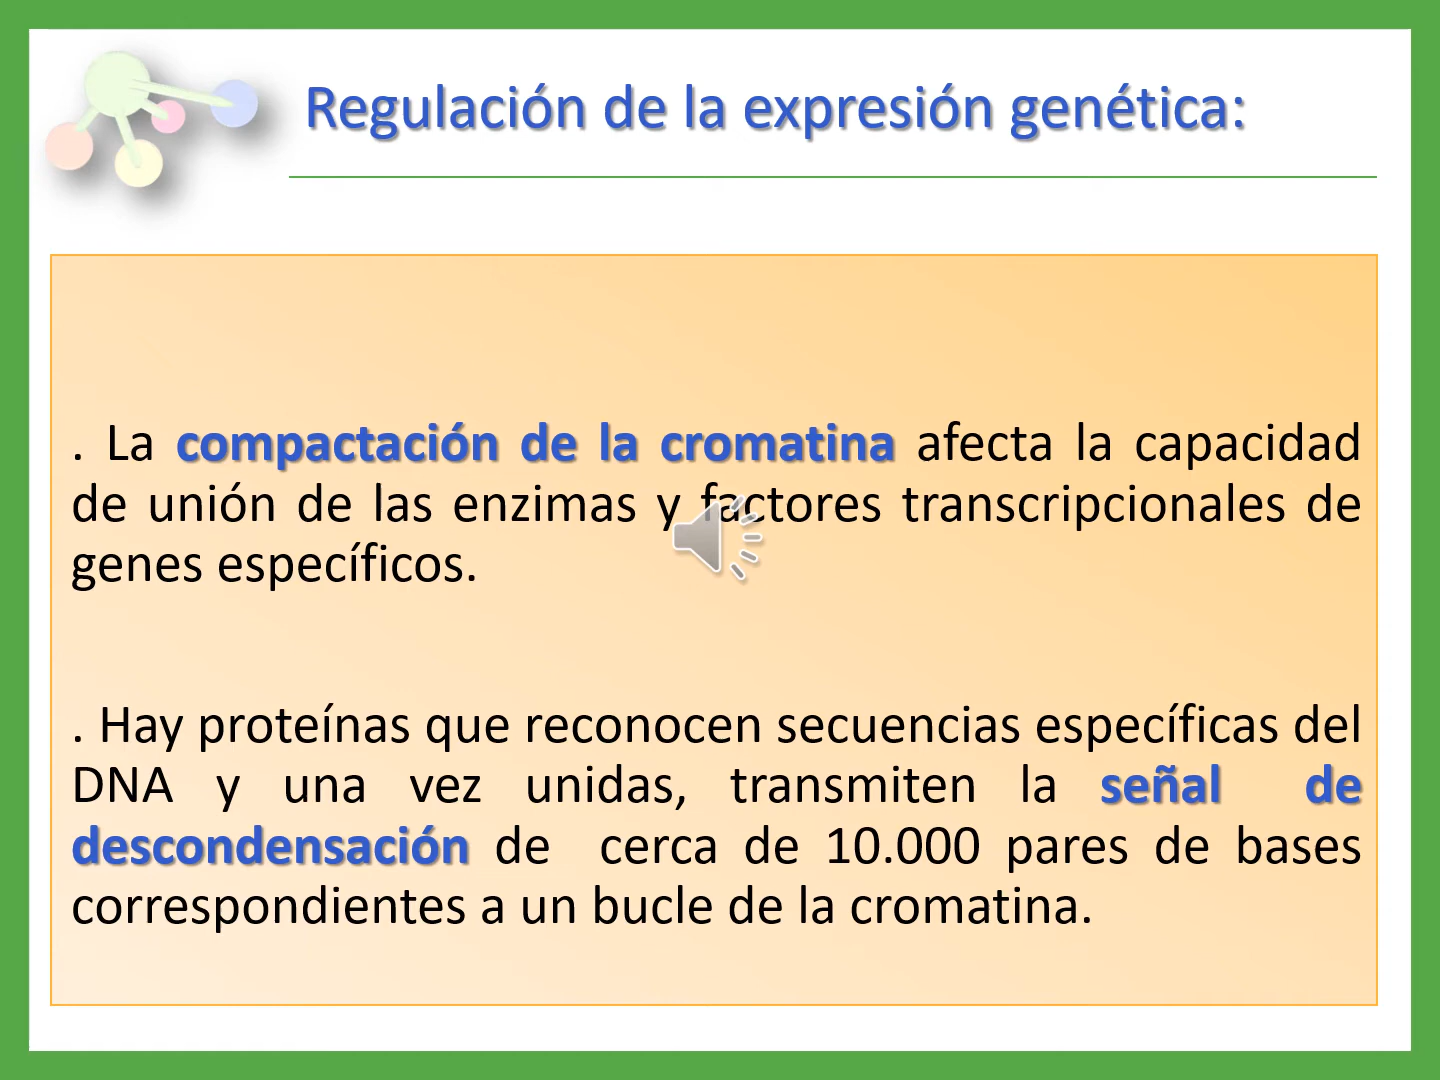 Regulación de la expresión genética:
. La compactación de la cromatina afecta la capacidad
de unión de las enzimas y factores transcripcionales de
genes específicos.
. Hay proteínas que reconocen secuencias específicas del
DNA y una vez unidas, transmiten la señal de
descondensación de cerca de 10.000 pares de bases
correspondientes a un bucle de la cromatina.